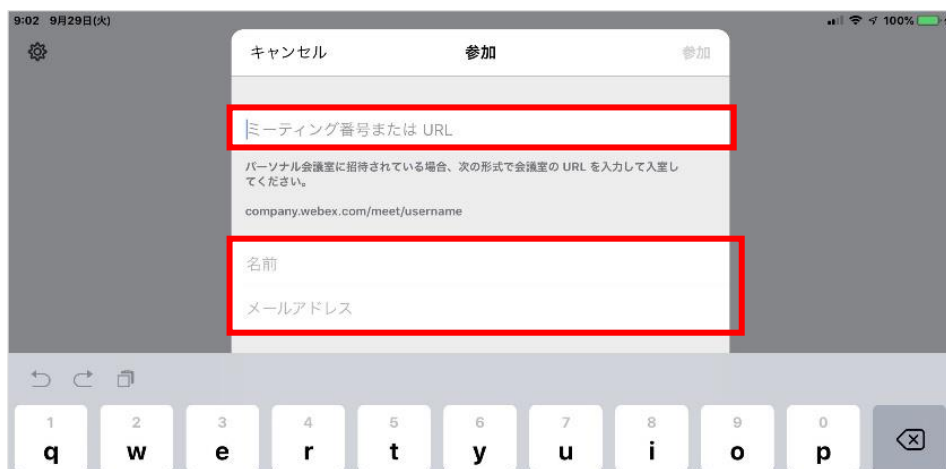 9:02 9月29日(火)
100%
キャンセル 参加 参加
ミーティング番号または URL
パーソナル会議室に招待されている場合、次の形式で会議室の URL を入力して入室し
てください。
company.webex.com/meet/username
名前
メールアドレス
1 2 3 4 5 6 7 8 9 0
q w e r t y u i o p